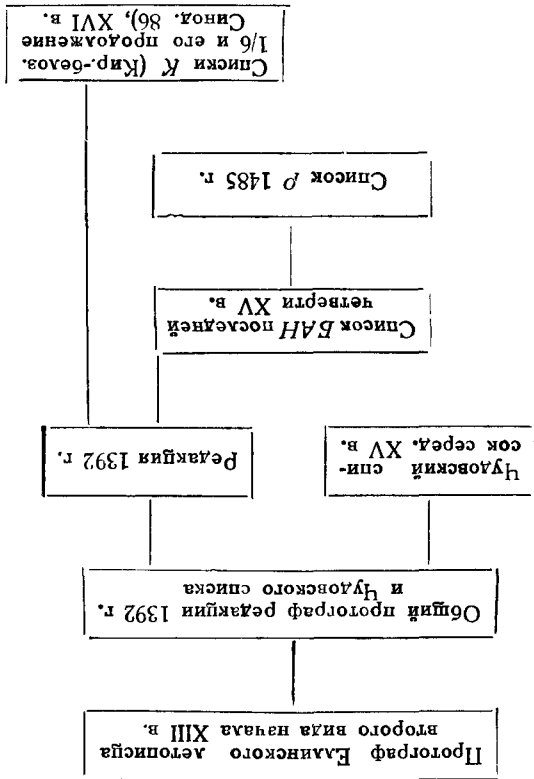 Протограф Еллинского летописца
второго вида начала XIII в.
Общий протограф редакции 1392 г.
и Чудовского списка
Чудовский спи-
сок серед. XV в.
Редакция 1392 г.
Список БАН последней
четверти XV в.
Список ρ 1485 г.
Списки К (Кир.-белоз.
1/6 и его продолжение
Синод. 86), XVI в.